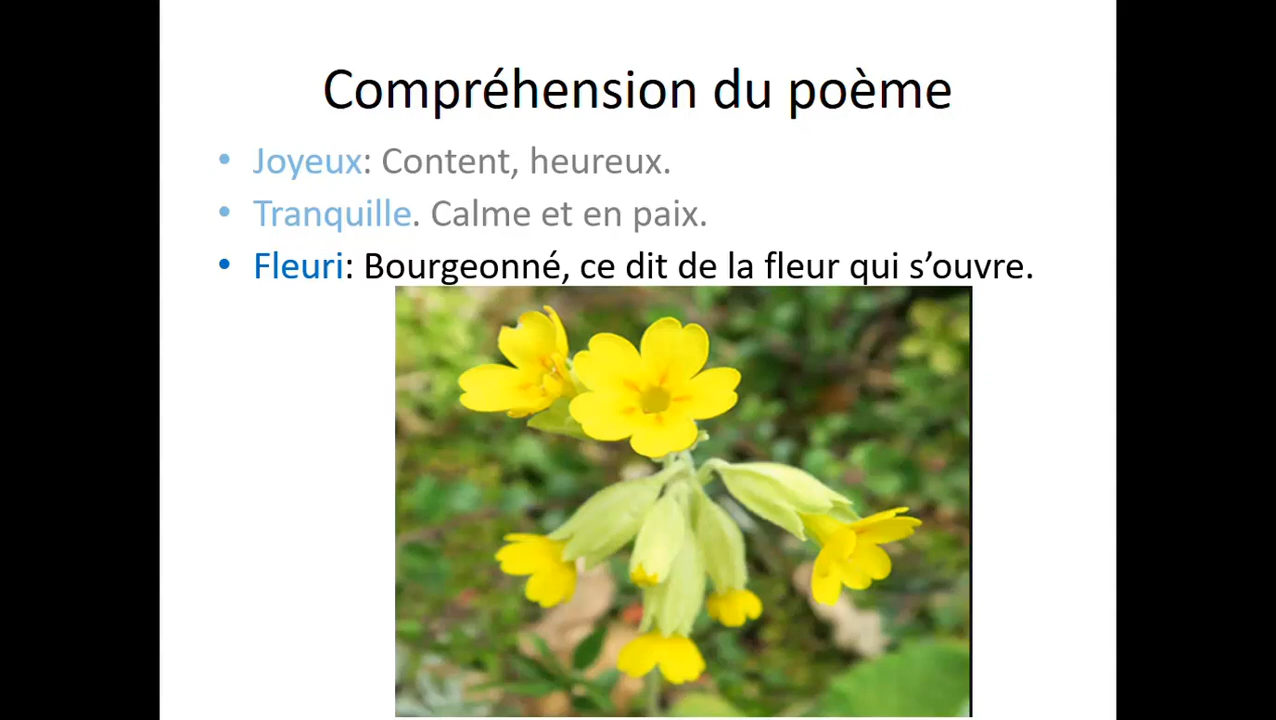 Compréhension du poème
• Joyeux: Content, heureux.
• Tranquille. Calme et en paix.
• Fleuri: Bourgeonné, ce dit de la fleur qui s’ouvre.